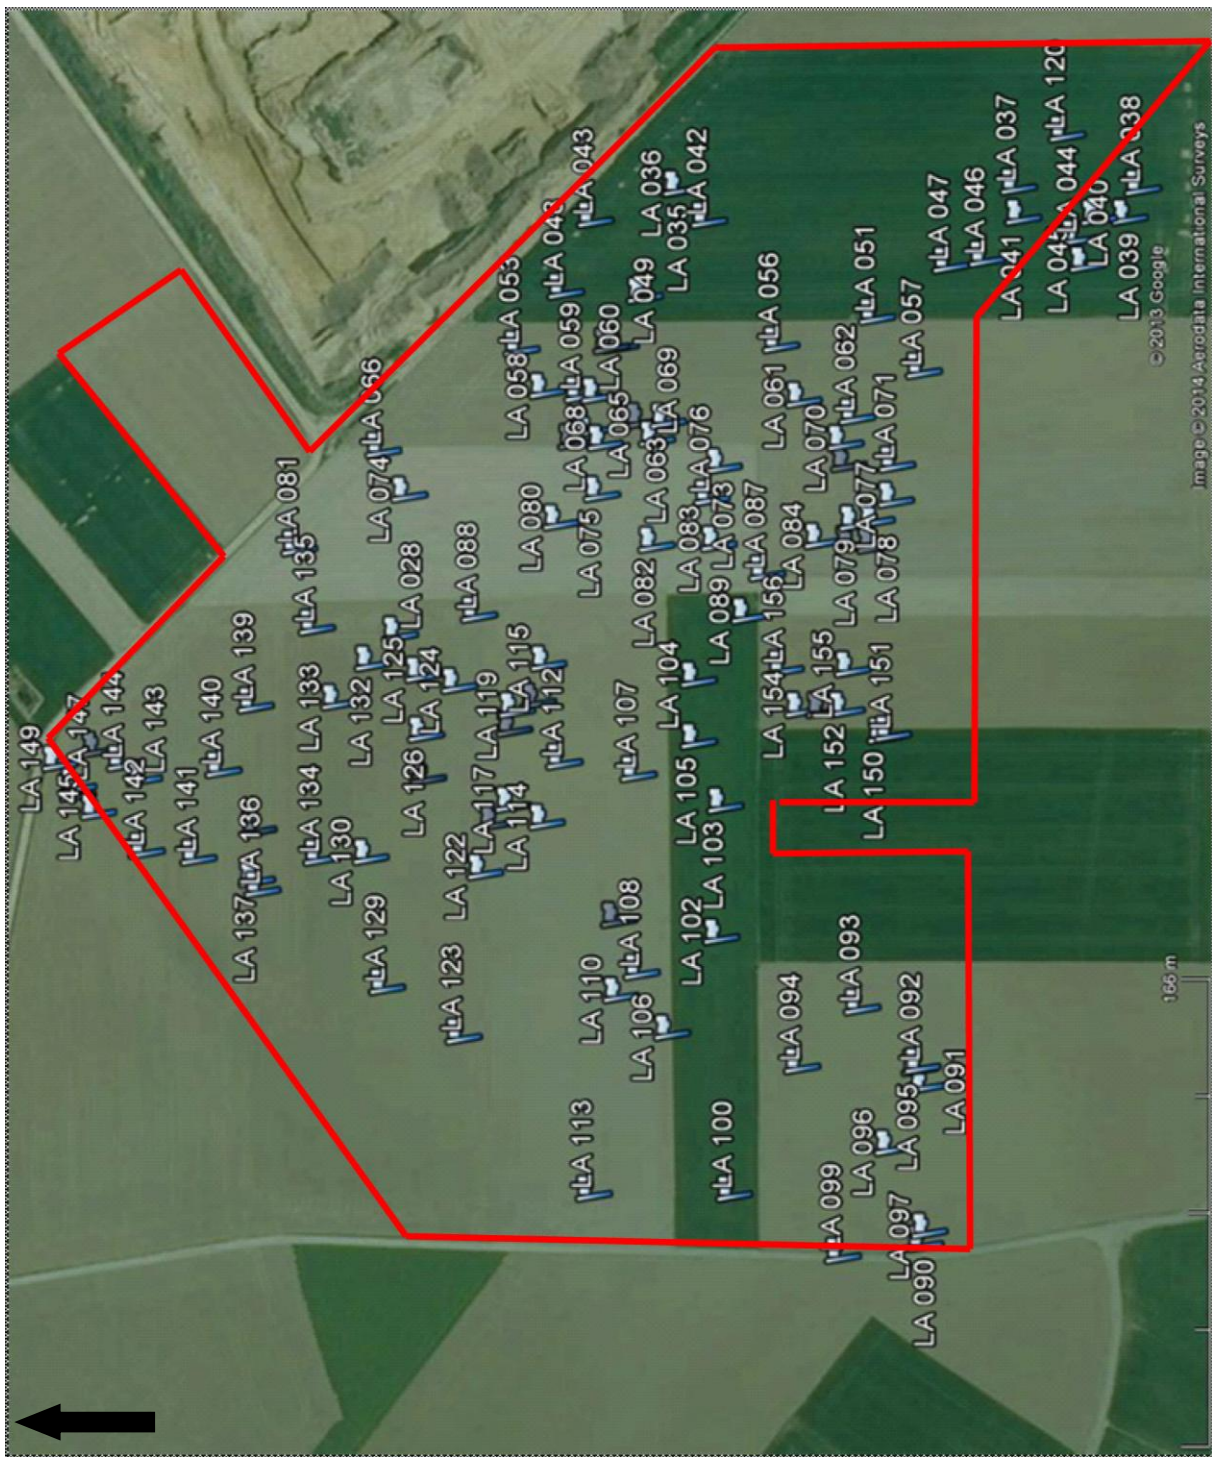 LA 120
LA 038
LA 037
LA 044
LA 040
LA 046
LA 047
LA 041
LA 045
LA 039
LA 043
LA 036
LA 042
LA 035
LA 043
LA 049
LA 053
LA 056
LA 051
LA 057
LA 059
LA 060
LA 058
LA 062
LA 061
LA 069
LA 066
LA 068
LA 065
LA 063
LA 076
LA 070
LA 071
LA 074
LA 081
LA 080
LA 075
LA 083
LA 073
LA 087
LA 084
LA 077
LA 079
LA 078
LA 135
LA 028
LA 088
LA 082
LA 089
LA 156
LA 139
LA 133
LA 132
LA 125
LA 124
LA 119
LA 115
LA 112
LA 104
LA 107
LA 154
LA 155
LA 151
LA 152
LA 150
LA 149
LA 147
LA 144
LA 143
LA 145
LA 142
LA 140
LA 141
LA 136
LA 137
LA 134
LA 130
LA 126
LA 117
LA 114
LA 122
LA 105
LA 103
LA 102
LA 129
LA 123
LA 108
LA 110
LA 106
LA 094
LA 093
LA 092
LA 091
LA 095
LA 096
LA 113
LA 100
LA 099
LA 097
LA 090
© 2013 Google
Image © 2014 Aerodata International Surveys
166 m